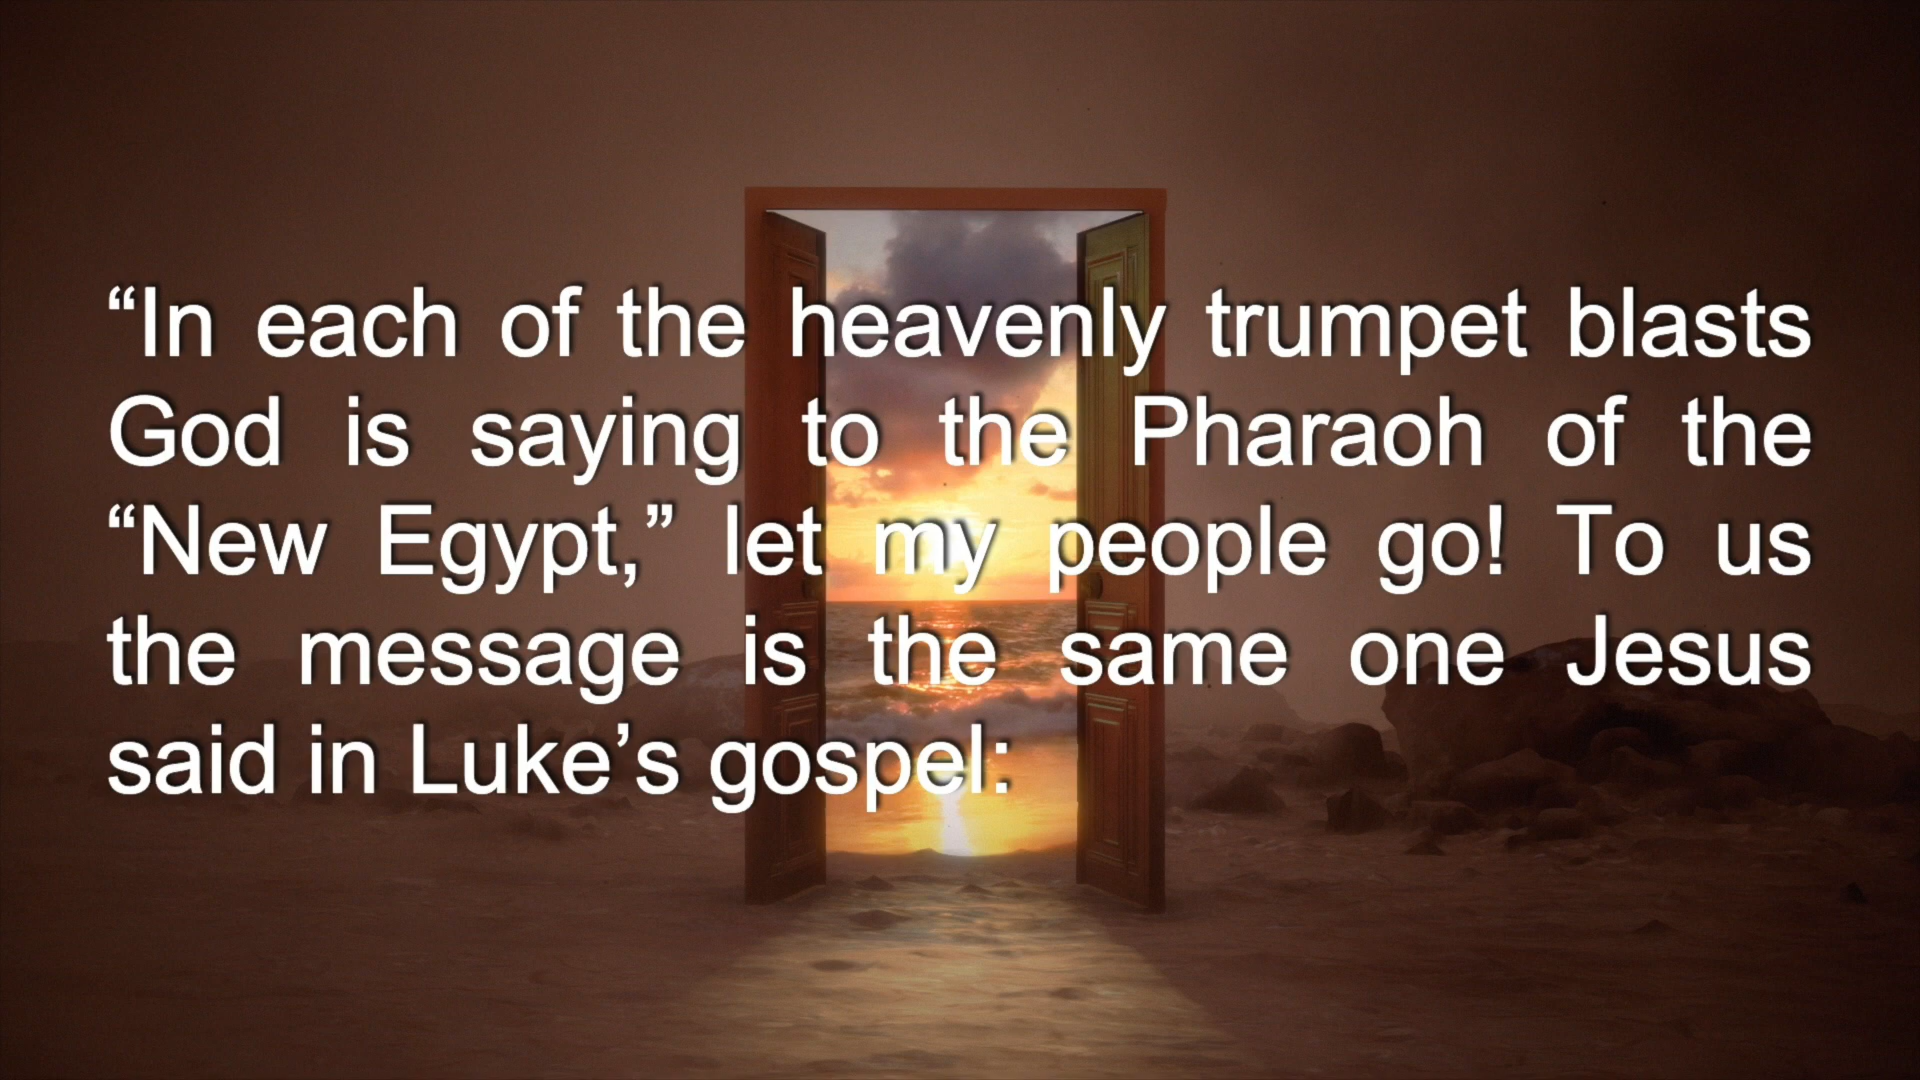 “In each of the heavenly trumpet blasts
God is saying to the Pharaoh of the
“New Egypt,” let my people go! To us
the message is the same one Jesus
said in Luke’s gospel: